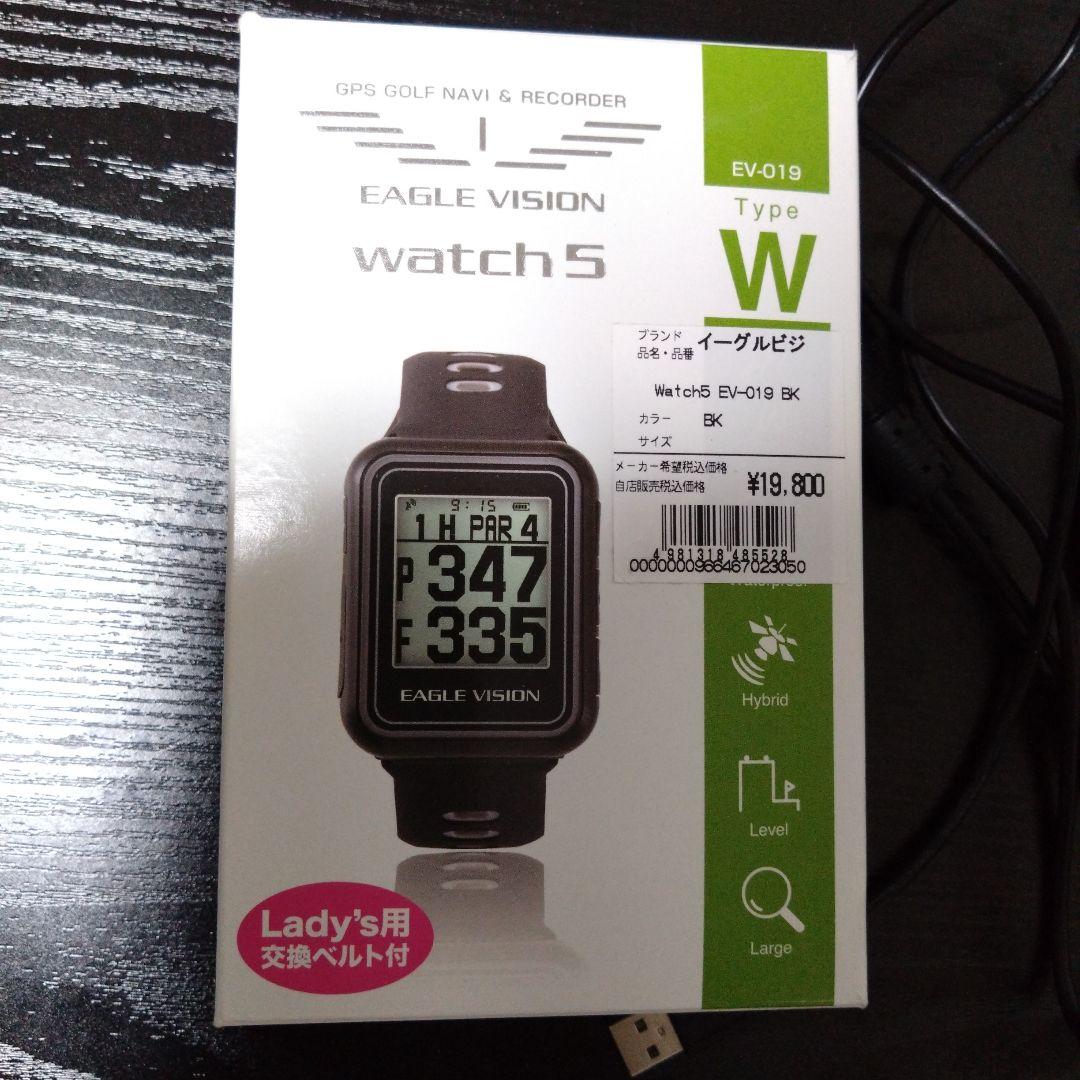 GPS GOLF NAVI & RECORDER
EAGLE VISION
watch5
EV-019
Type
W
ブランド
品名・品番 イーグルビジ
Watch5 EV-019 BK
カラー BK
サイズ
メーカー希望税込価格
自店販売税込価格 ¥19,800
4 981318 485528
0000000966467023050
9:15
1 H PAR 4
P 347
F 335
EAGLE VISION
Hybrid
Level
Large
Lady's用
交換ベルト付